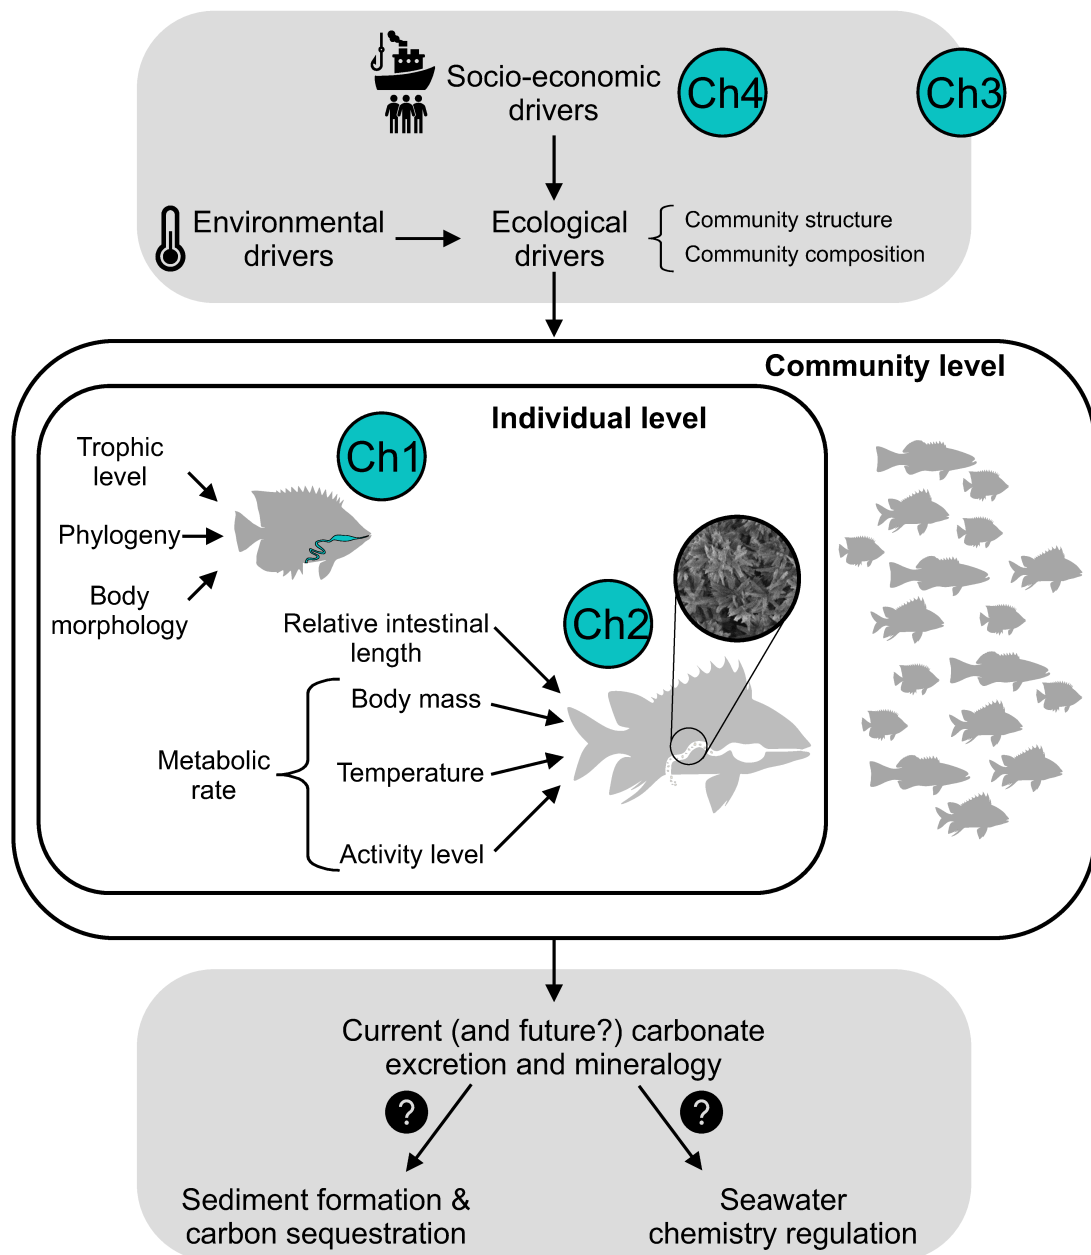 Socio-economic
drivers
Ch4
Ch3
Environmental
drivers
Ecological
drivers
Community structure
Community composition
Community level
Individual level
Ch1
Trophic
level
Phylogeny
Body
morphology
Ch2
Relative intestinal
length
Body mass
Metabolic
rate
Temperature
Activity level
Current (and future?) carbonate
excretion and mineralogy
?
?
Sediment formation &
carbon sequestration
Seawater
chemistry regulation